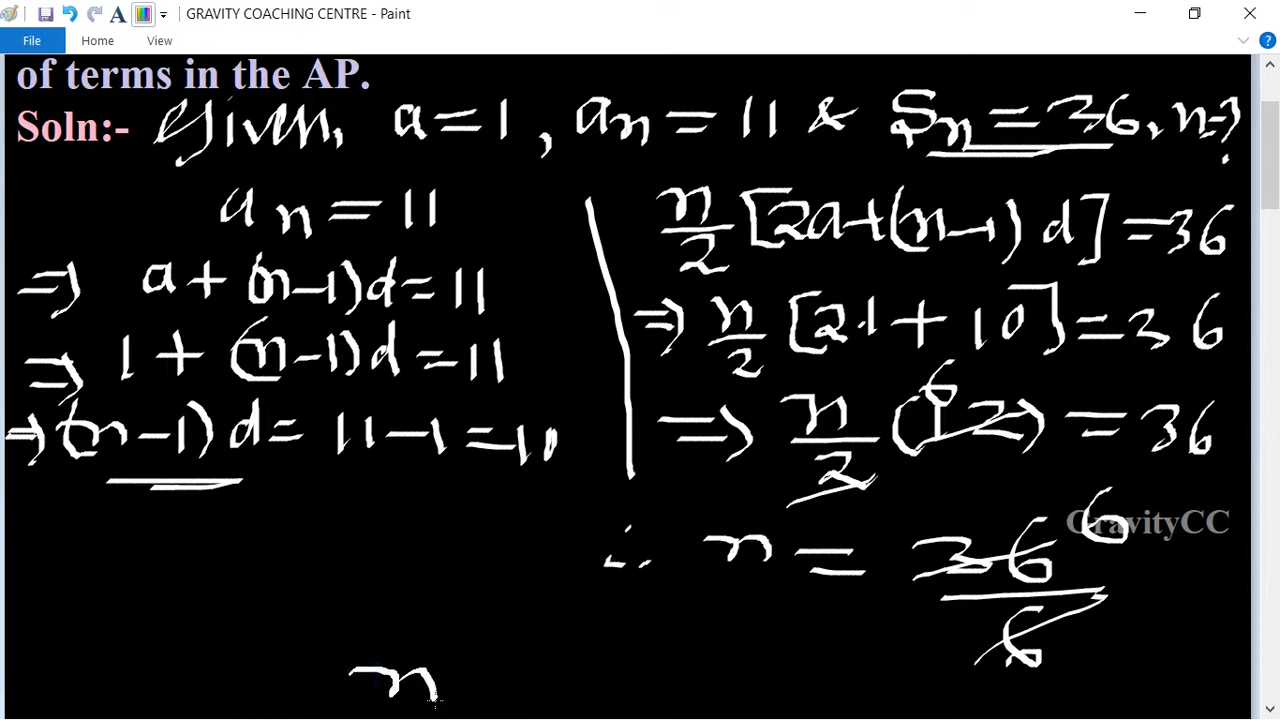 GRAVITY COACHING CENTRE - Paint
File Home View
of terms in the AP.
Soln:- Given, a=1, an=11 & Sn=36, n→?
an=11
⇒ a+(n-1)d=11
⇒ 1+(n-1)d=11
⇒ (n-1)d=11-1=10
n/2[2a+(n-1)d]=36
⇒ n/2[2·1+10]=36
⇒ n/2(12)=36
6
GravityCC
∴ n=36/6
6
n